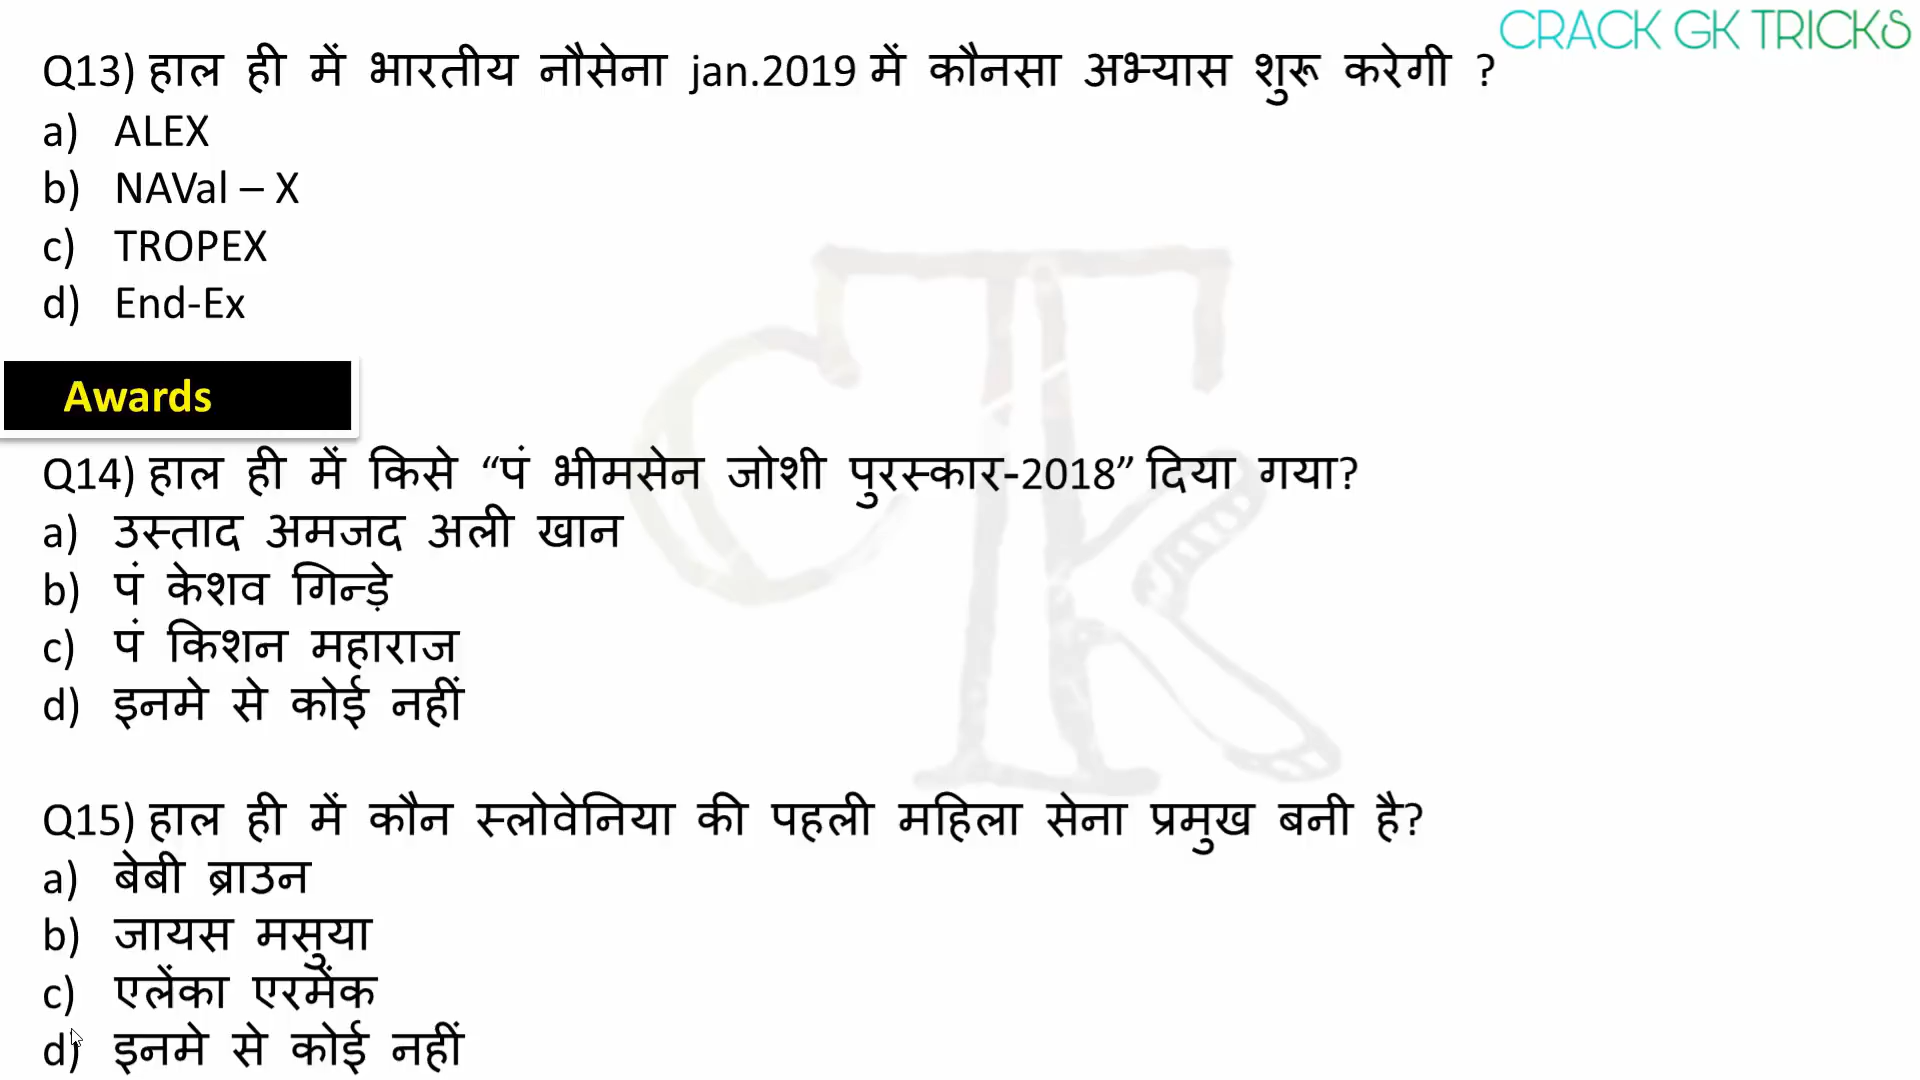 CRACK GK TRICKS
Q13) हाल ही में भारतीय नौसेना jan.2019 में कौनसा अभ्यास शुरू करेगी ?
a) ALEX
b) NAVal – X
c) TROPEX
d) End-Ex
Awards
Q14) हाल ही में किसे “पं भीमसेन जोशी पुरस्कार-2018” दिया गया?
a) उस्ताद अमजद अली खान
b) पं केशव गिन्ड़े
c) पं किशन महाराज
d) इनमे से कोई नहीं
Q15) हाल ही में कौन स्लोवेनिया की पहली महिला सेना प्रमुख बनी है?
a) बेबी ब्राउन
b) जायस मसुया
c) एलेंका एरमेंक
d) इनमे से कोई नहीं